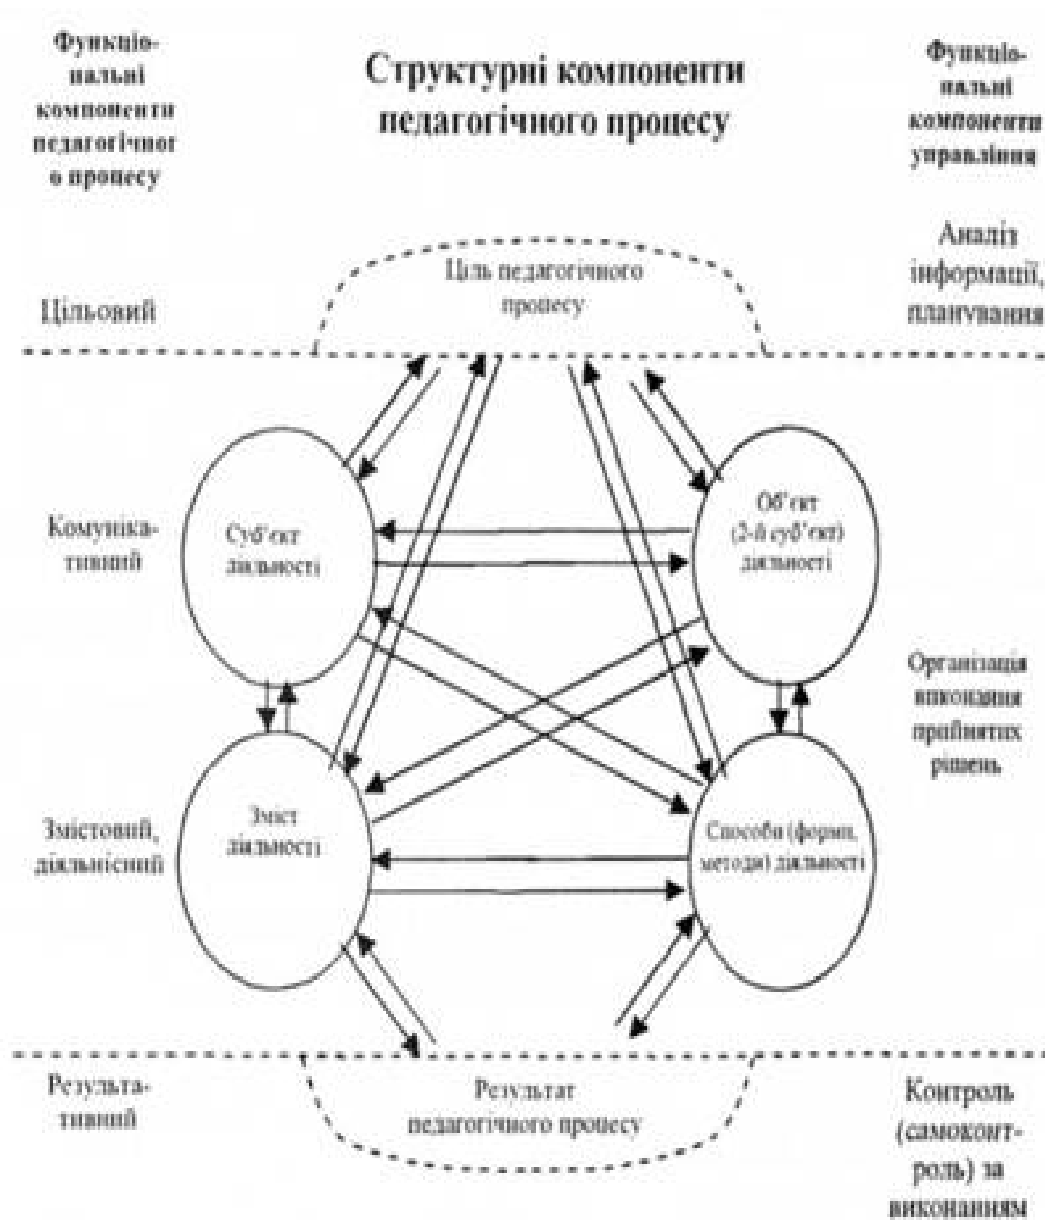 Функціо-
нальні
компоненти
педагогічног
о процесу
Структурні компоненти
педагогічного процесу
Функціо-
нальні
компоненти
управління
Цільовий
Ціль педагогічного
процесу
Аналіз
інформації,
планування
Комуніка-
тивний
Суб'єкт
діяльності
Об'єкт
(2-й суб'єкт)
діяльності
Організація
виконання
прийнятих
рішень
Змістовий,
діяльнісний
Зміст
діяльності
Способи (форми,
методи) діяльності
Результа-
тивний
Результат
педагогічного процесу
Контроль
(самоконт-
роль) за
виконанням